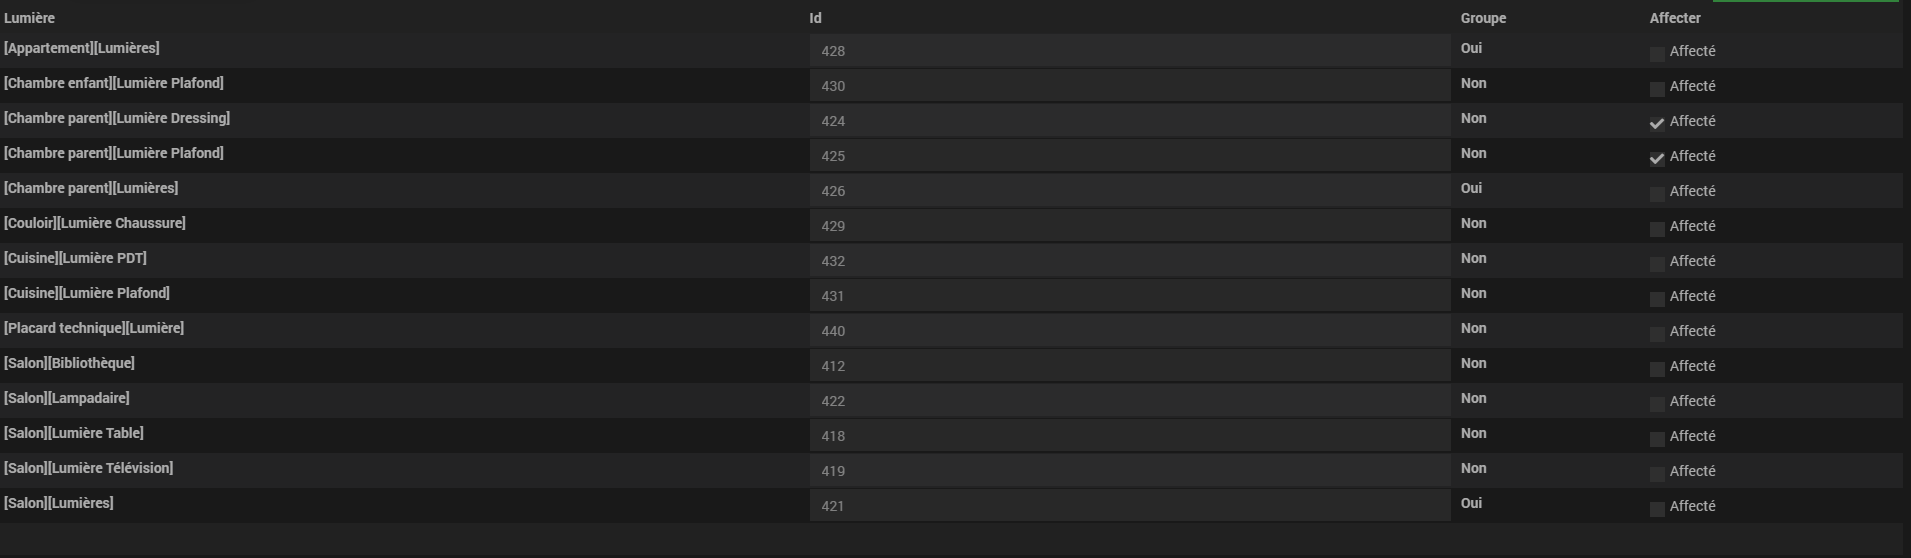 Lumière Id Groupe Affecter
[Appartement][Lumières] 428 Oui Affecté
[Chambre enfant][Lumière Plafond] 430 Non Affecté
[Chambre parent][Lumière Dressing] 424 Non Affecté
[Chambre parent][Lumière Plafond] 425 Non Affecté
[Chambre parent][Lumières] 426 Oui Affecté
[Couloir][Lumière Chaussure] 429 Non Affecté
[Cuisine][Lumière PDT] 432 Non Affecté
[Cuisine][Lumière Plafond] 431 Non Affecté
[Placard technique][Lumière] 440 Non Affecté
[Salon][Bibliothèque] 412 Non Affecté
[Salon][Lampadaire] 422 Non Affecté
[Salon][Lumière Table] 418 Non Affecté
[Salon][Lumière Télévision] 419 Non Affecté
[Salon][Lumières] 421 Oui Affecté